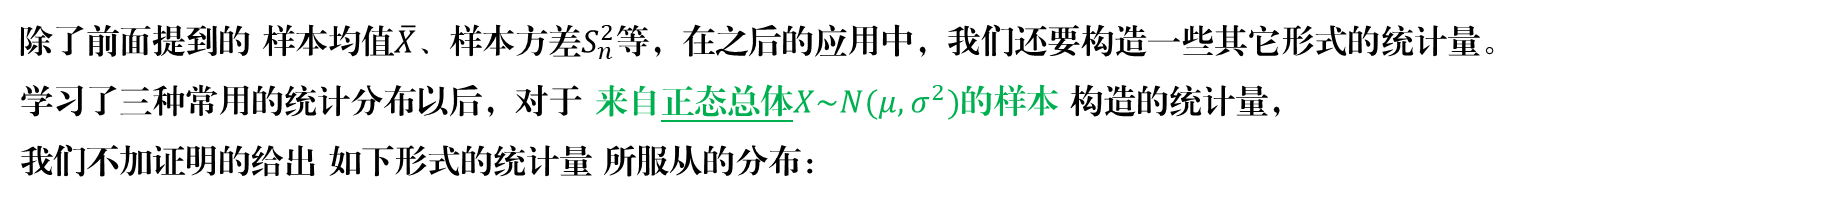 除了前面提到的 样本均值X̄、样本方差Sₙ²等，在之后的应用中，我们还要构造一些其它形式的统计量。
学习了三种常用的统计分布以后，对于 来自正态总体X~N(μ, σ²)的样本 构造的统计量，
我们不加证明的给出 如下形式的统计量 所服从的分布：